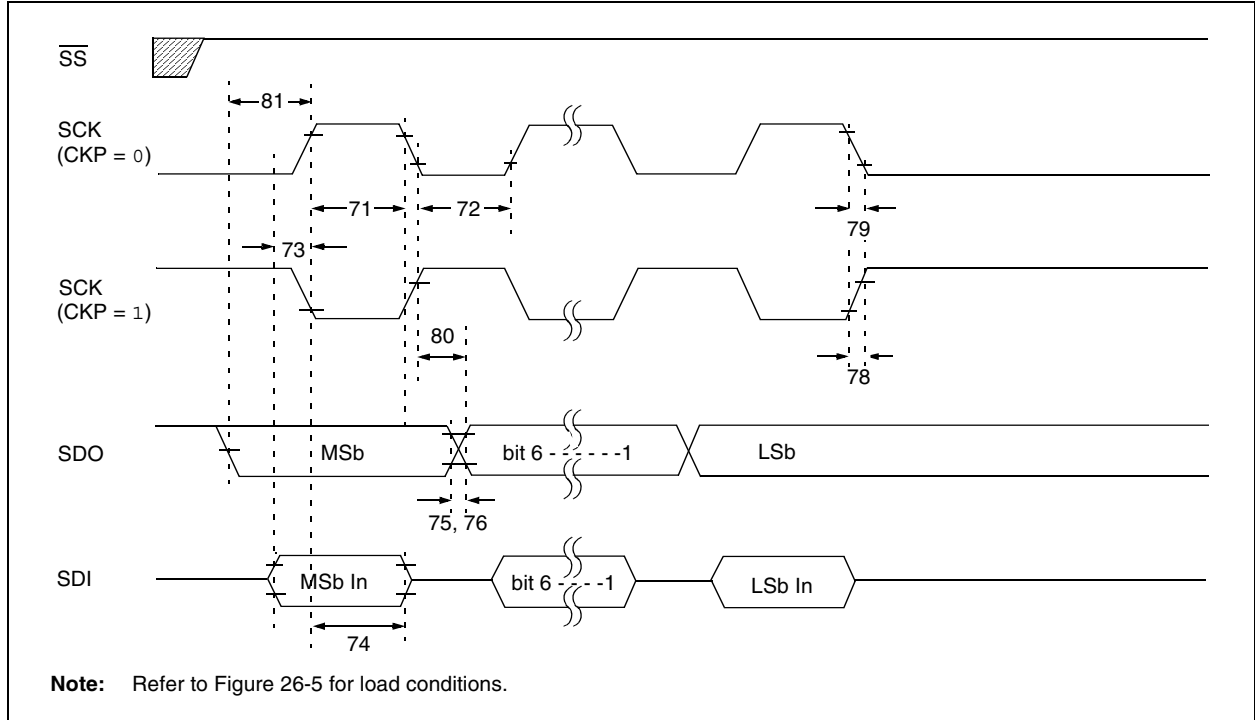 SS
81
SCK
(CKP = 0)
71
72
79
73
SCK
(CKP = 1)
80
78
SDO
MSb
bit 6 - - - - - - -1
LSb
75, 76
SDI
MSb In
bit 6 - - - - -1
LSb In
74
Note: Refer to Figure 26-5 for load conditions.